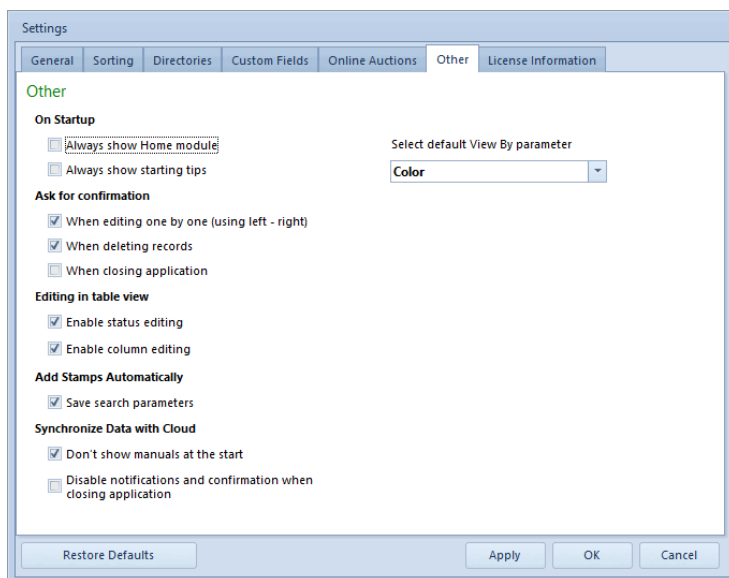 Settings
General Sorting Directories Custom Fields Online Auctions Other License Information
Other
On Startup
Always show Home module
Select default View By parameter
Always show starting tips
Color
Ask for confirmation
When editing one by one (using left - right)
When deleting records
When closing application
Editing in table view
Enable status editing
Enable column editing
Add Stamps Automatically
Save search parameters
Synchronize Data with Cloud
Don't show manuals at the start
Disable notifications and confirmation when
closing application
Restore Defaults Apply OK Cancel